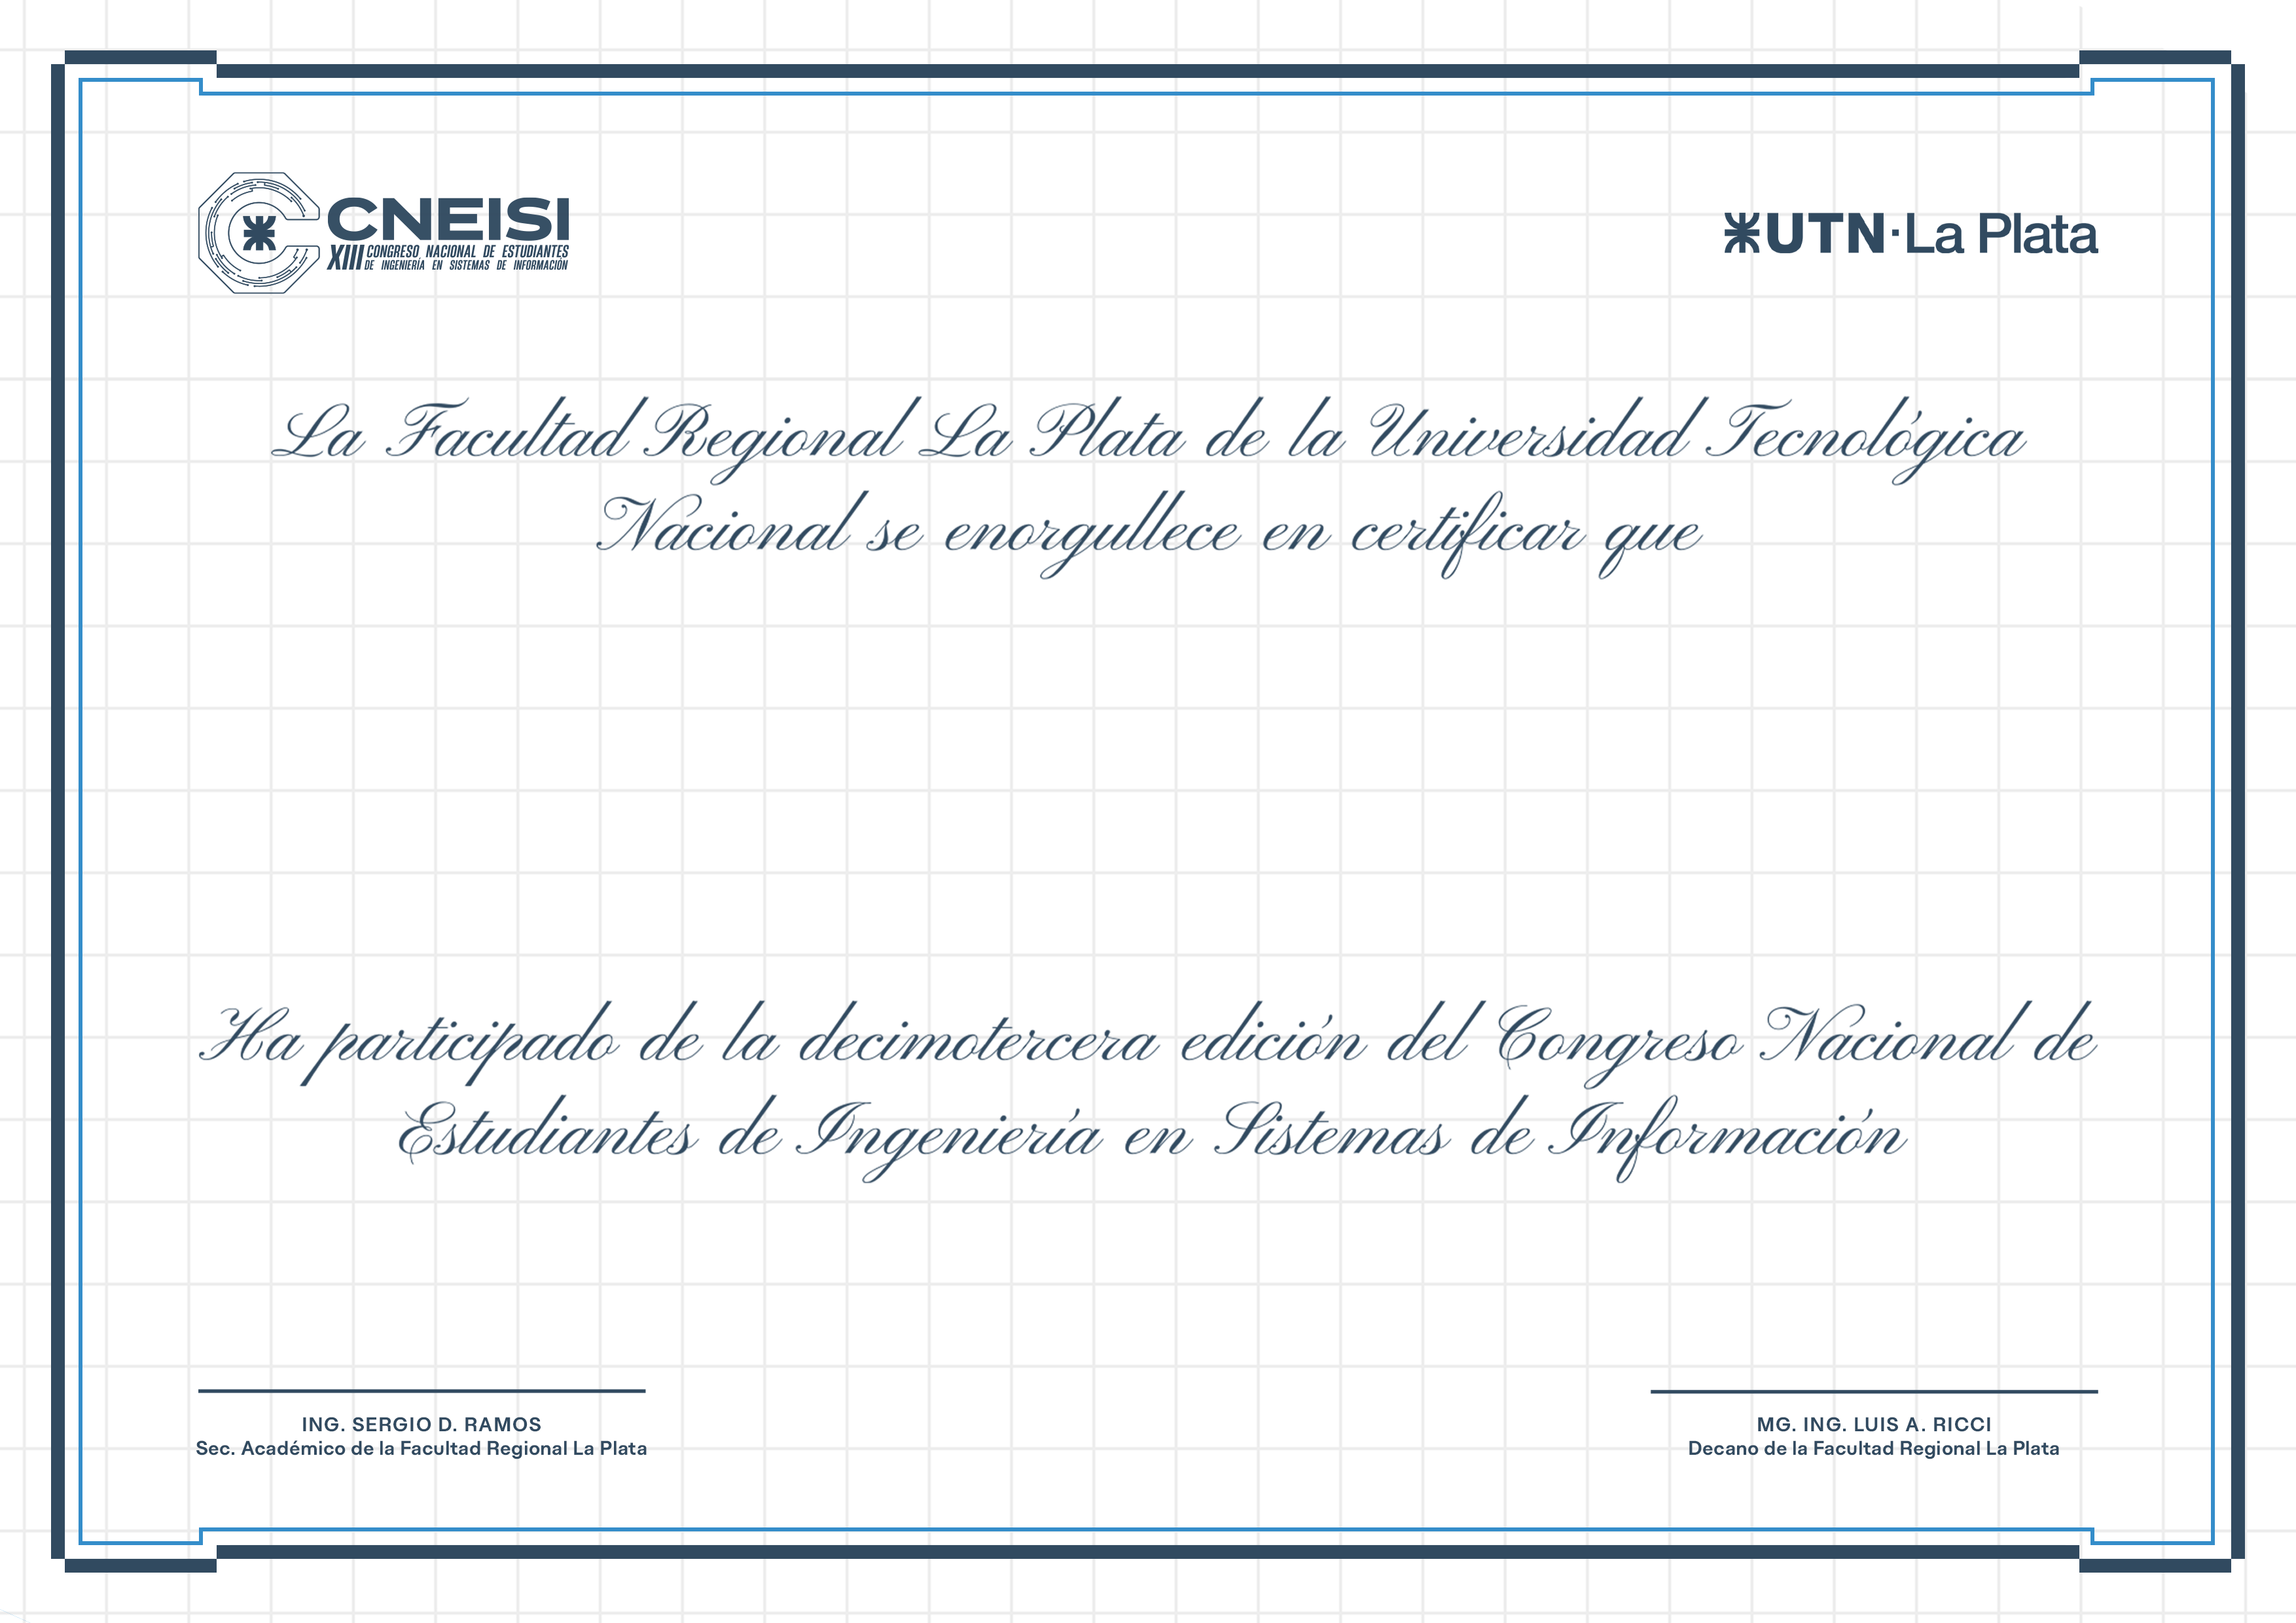 CNEISI
XIII CONGRESO NACIONAL DE ESTUDIANTES
DE INGENIERÍA EN SISTEMAS DE INFORMACIÓN
UTN·La Plata
La Facultad Regional La Plata de la Universidad Tecnológica
Nacional se enorgullece en certificar que
Ha participado de la decimotercera edición del Congreso Nacional de
Estudiantes de Ingeniería en Sistemas de Información
ING. SERGIO D. RAMOS
Sec. Académico de la Facultad Regional La Plata
MG. ING. LUIS A. RICCI
Decano de la Facultad Regional La Plata